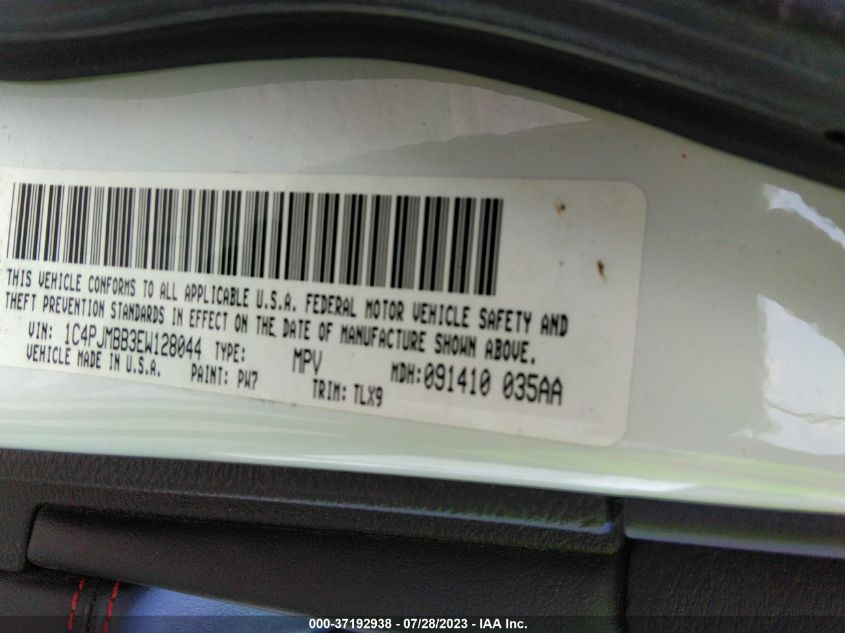 THIS VEHICLE CONFORMS TO ALL APPLICABLE U.S.A. FEDERAL MOTOR VEHICLE SAFETY AND
THEFT PREVENTION STANDARDS IN EFFECT ON THE DATE OF MANUFACTURE SHOWN ABOVE.
VIN: 1C4PJMBB3EW128044 TYPE: MPV MDH:091410 035AA
VEHICLE MADE IN U.S.A. PAINT: PW7 TRIM: TLX9
000-37192938 - 07/28/2023 - IAA Inc.